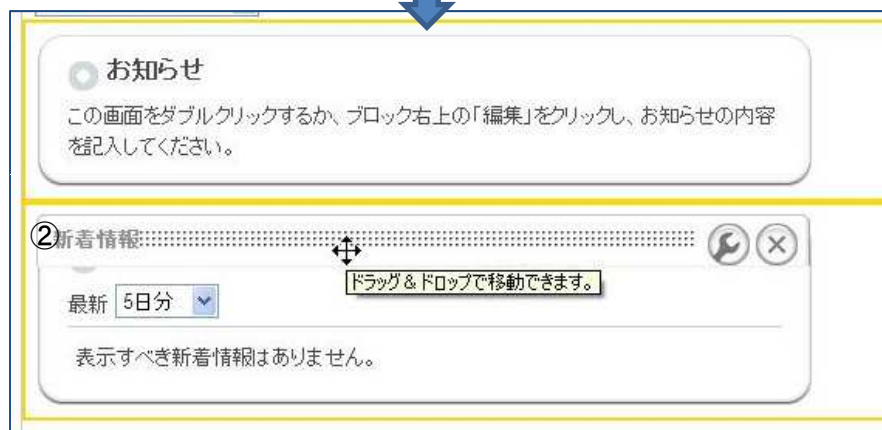 お知らせ
この画面をダブルクリックするか、ブロック右上の「編集」をクリックし、お知らせの内容
を記入してください。
②新着情報
ドラッグ&ドロップで移動できます。
最新 5日分
表示すべき新着情報はありません。